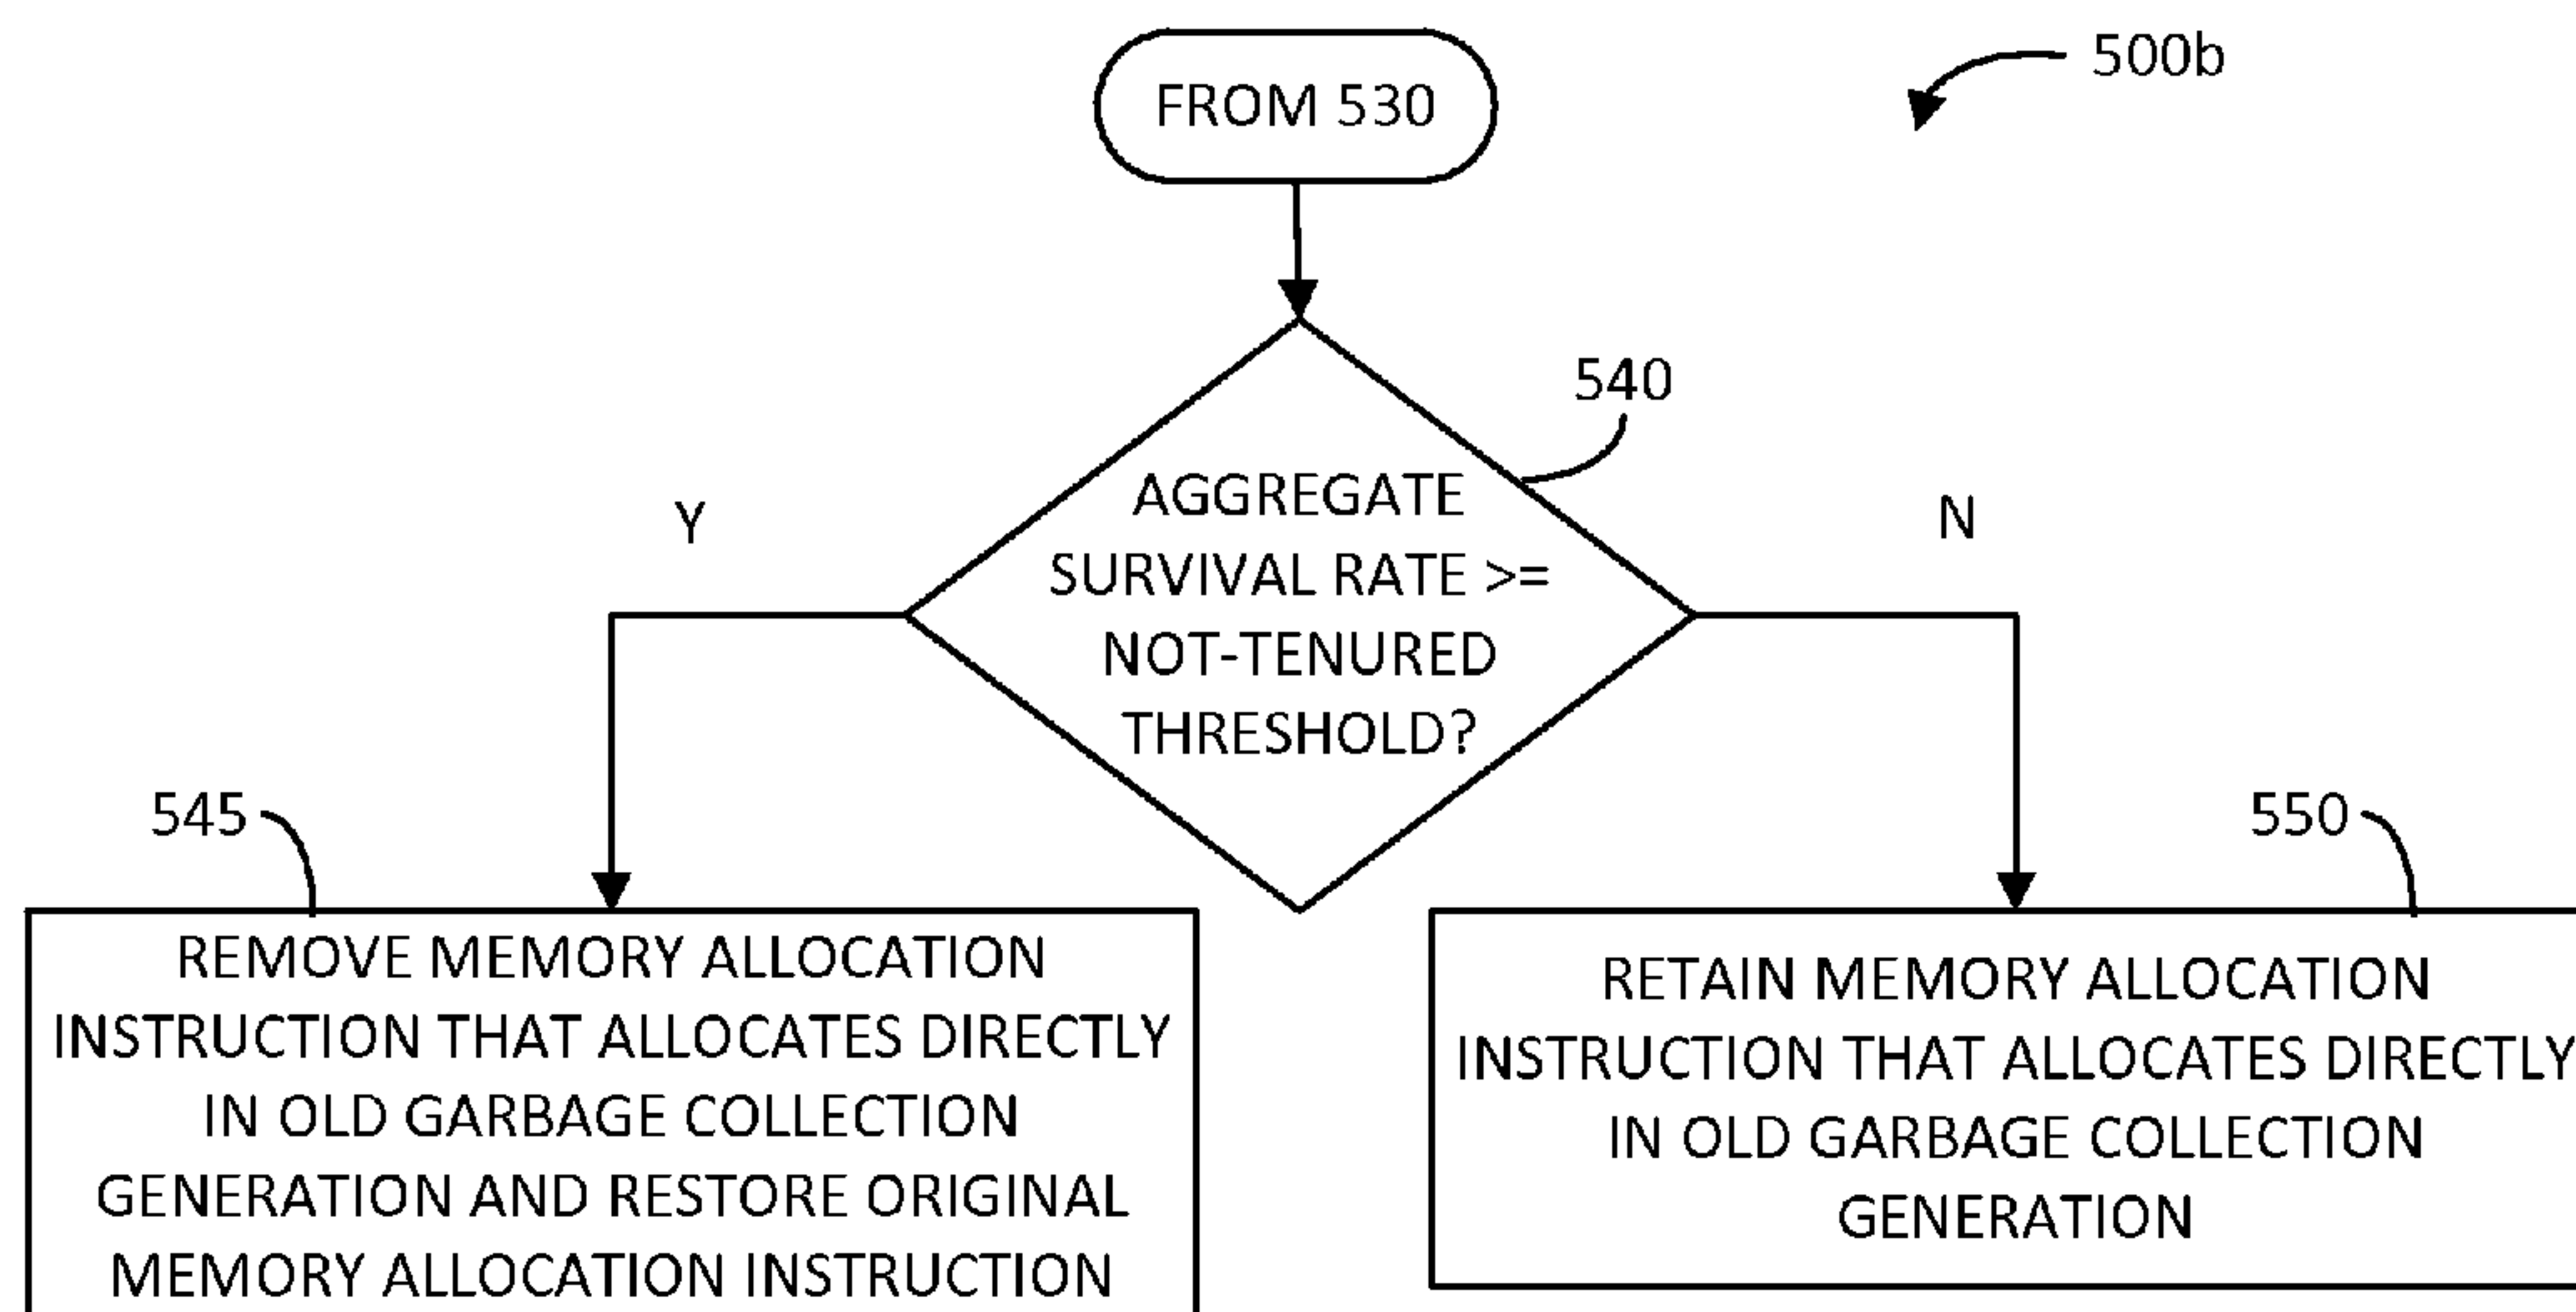 500b
FROM 530
540
AGGREGATE
SURVIVAL RATE >=
NOT-TENURED
THRESHOLD?
Y
N
545
REMOVE MEMORY ALLOCATION
INSTRUCTION THAT ALLOCATES DIRECTLY
IN OLD GARBAGE COLLECTION
GENERATION AND RESTORE ORIGINAL
MEMORY ALLOCATION INSTRUCTION
550
RETAIN MEMORY ALLOCATION
INSTRUCTION THAT ALLOCATES DIRECTLY
IN OLD GARBAGE COLLECTION
GENERATION